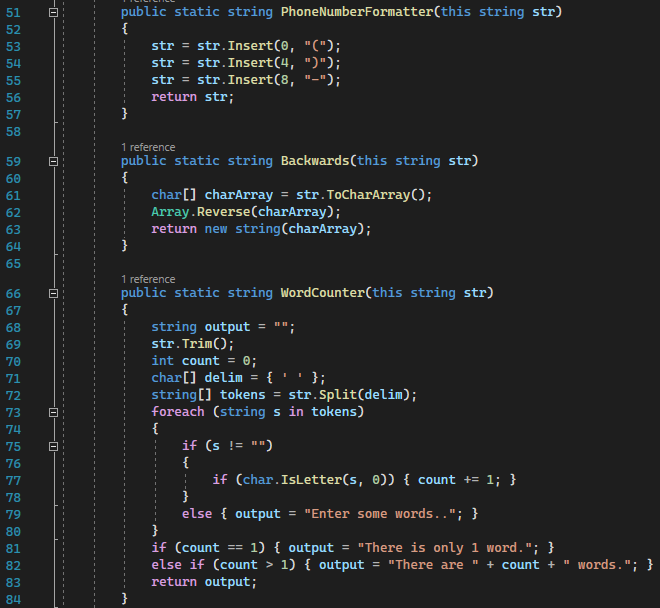 1 reference
51 public static string PhoneNumberFormatter(this string str)
52 {
53 str = str.Insert(0, "(");
54 str = str.Insert(4, ")");
55 str = str.Insert(8, "-");
56 return str;
57 }
58
1 reference
59 public static string Backwards(this string str)
60 {
61 char[] charArray = str.ToCharArray();
62 Array.Reverse(charArray);
63 return new string(charArray);
64 }
65
1 reference
66 public static string WordCounter(this string str)
67 {
68 string output = "";
69 str.Trim();
70 int count = 0;
71 char[] delim = { ' ' };
72 string[] tokens = str.Split(delim);
73 foreach (string s in tokens)
74 {
75 if (s != "")
76 {
77 if (char.IsLetter(s, 0)) { count += 1; }
78 }
79 else { output = "Enter some words.."; }
80 }
81 if (count == 1) { output = "There is only 1 word."; }
82 else if (count > 1) { output = "There are " + count + " words."; }
83 return output;
84 }